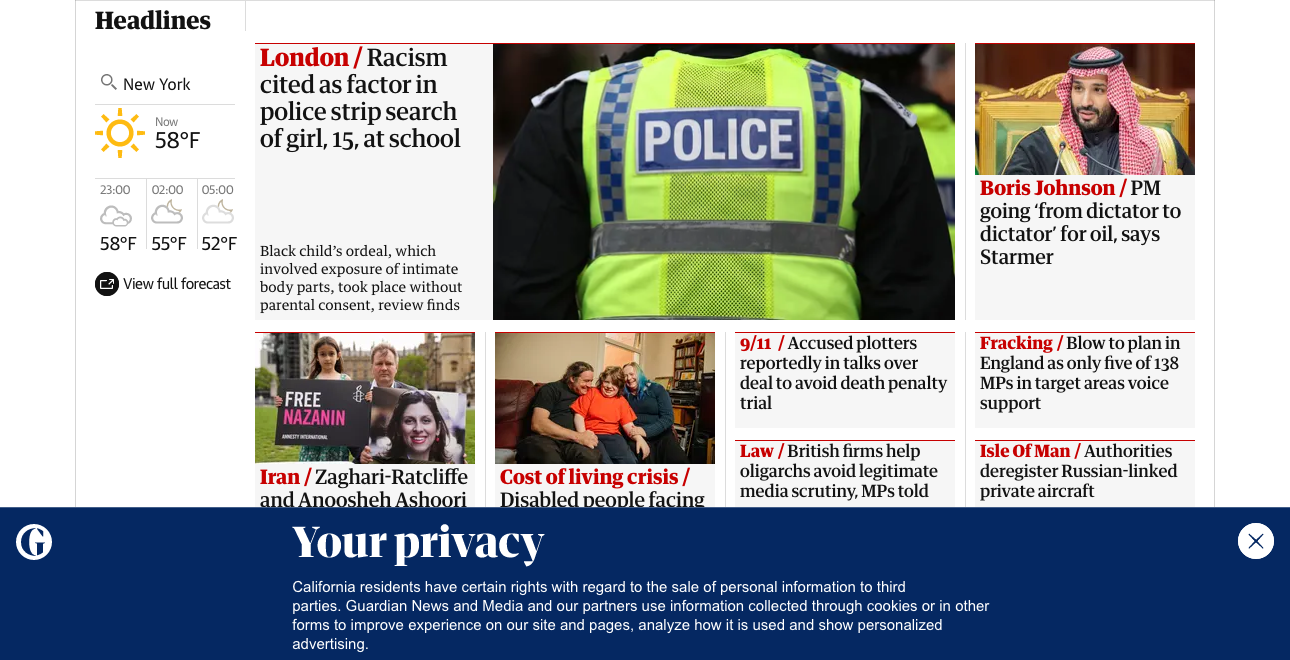 Headlines
New York
Now
58°F
23:00
02:00
05:00
58°F
55°F
52°F
View full forecast
London / Racism
cited as factor in
police strip search
of girl, 15, at school
Black child's ordeal, which
involved exposure of intimate
body parts, took place without
parental consent, review finds
POLICE
Boris Johnson / PM
going ‘from dictator to
dictator’ for oil, says
Starmer
FREE
NAZANIN
AMNESTY INTERNATIONAL
Iran / Zaghari-Ratcliffe
and Anoosheh Ashoori
Cost of living crisis /
Disabled people facing
9/11 / Accused plotters
reportedly in talks over
deal to avoid death penalty
trial
Fracking / Blow to plan in
England as only five of 138
MPs in target areas voice
support
Law / British firms help
oligarchs avoid legitimate
media scrutiny, MPs told
Isle Of Man / Authorities
deregister Russian-linked
private aircraft
G
Your privacy
California residents have certain rights with regard to the sale of personal information to third
parties. Guardian News and Media and our partners use information collected through cookies or in other
forms to improve experience on our site and pages, analyze how it is used and show personalized
advertising.